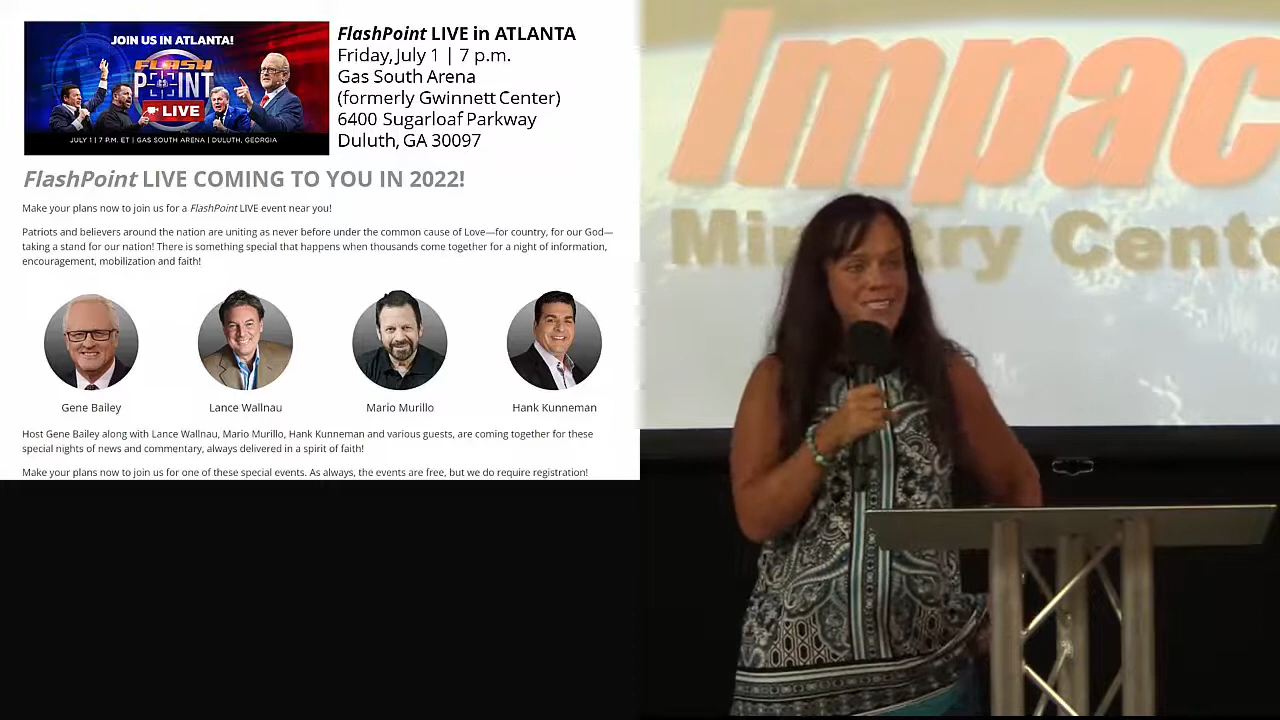 JOIN US IN ATLANTA!
FLASH
POINT
LIVE
JULY 1 | 7 P.M. ET | GAS SOUTH ARENA | DULUTH, GEORGIA
FlashPoint LIVE in ATLANTA
Friday, July 1 | 7 p.m.
Gas South Arena
(formerly Gwinnett Center)
6400 Sugarloaf Parkway
Duluth, GA 30097
FlashPoint LIVE COMING TO YOU IN 2022!
Make your plans now to join us for a FlashPoint LIVE event near you!
Patriots and believers around the nation are uniting as never before under the common cause of Love—for country, for our God—
taking a stand for our nation! There is something special that happens when thousands come together for a night of information,
encouragement, mobilization and faith!
Gene Bailey
Lance Wallnau
Mario Murillo
Hank Kunneman
Host Gene Bailey along with Lance Wallnau, Mario Murillo, Hank Kunneman and various guests, are coming together for these
special nights of news and commentary, always delivered in a spirit of faith!
Make your plans now to join us for one of these special events. As always, the events are free, but we do require registration!
Impac
Min try Cente